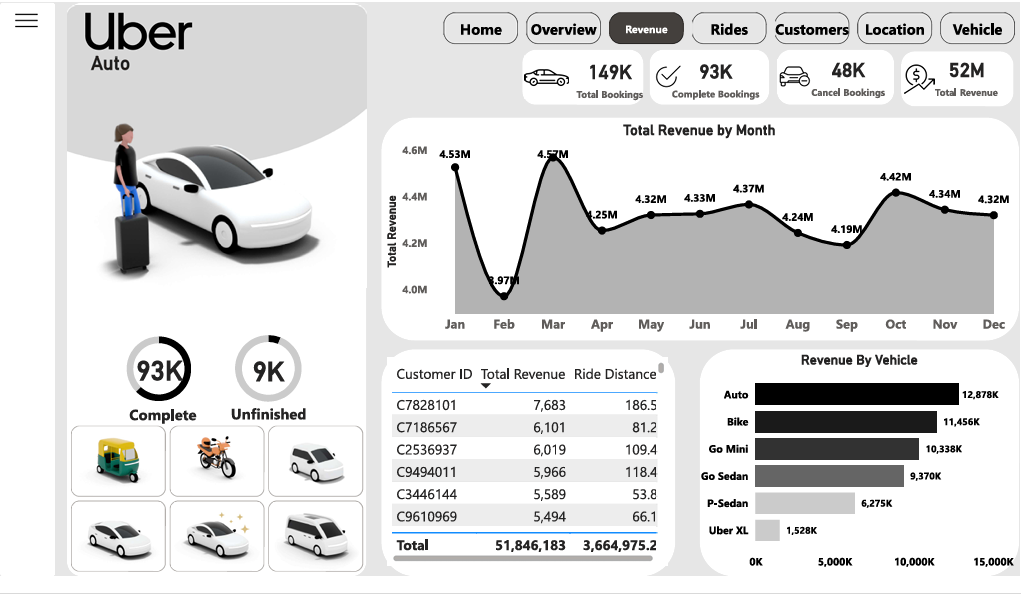 Uber
Auto
Home Overview Revenue Rides Customers Location Vehicle
149K
Total Bookings
93K
Complete Bookings
48K
Cancel Bookings
52M
Total Revenue
Total Revenue by Month
Total Revenue
4.6M
4.4M
4.2M
4.0M
4.53M
3.97M
4.57M
4.25M
4.32M
4.33M
4.37M
4.24M
4.19M
4.42M
4.34M
4.32M
Jan Feb Mar Apr May Jun Jul Aug Sep Oct Nov Dec
93K
Complete
9K
Unfinished
Customer ID Total Revenue Ride Distance
C7828101 7,683 186.5
C7186567 6,101 81.2
C2536937 6,019 109.4
C9494011 5,966 118.4
C3446144 5,589 53.8
C9610969 5,494 66.1
Total 51,846,183 3,664,975.2
Revenue By Vehicle
Auto 12,878K
Bike 11,456K
Go Mini 10,338K
Go Sedan 9,370K
P-Sedan 6,275K
Uber XL 1,528K
0K 5,000K 10,000K 15,000K